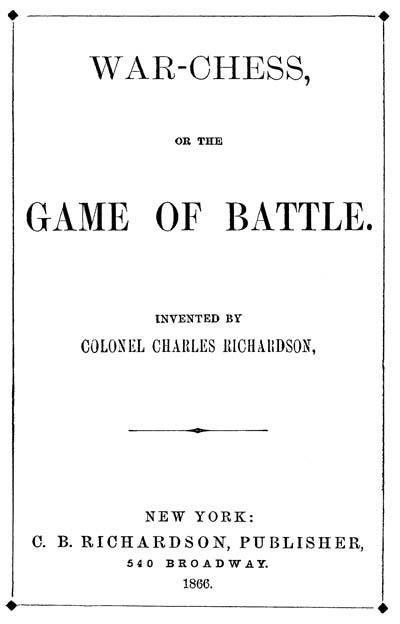 WAR-CHESS,
OR THE
GAME OF BATTLE.
INVENTED BY
COLONEL CHARLES RICHARDSON,
NEW YORK:
C. B. RICHARDSON, PUBLISHER,
540 BROADWAY.
1866.